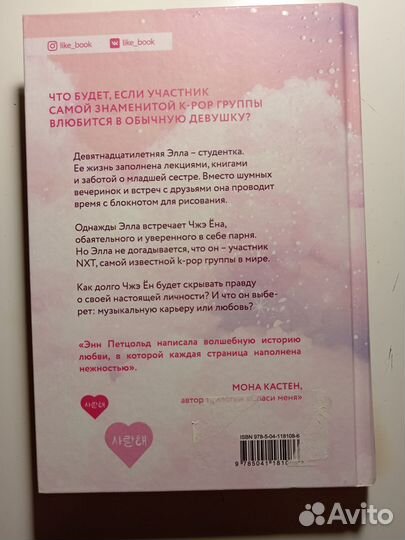 like_book
like_book
ЧТО БУДЕТ, ЕСЛИ УЧАСТНИК
САМОЙ ЗНАМЕНИТОЙ K-POP ГРУППЫ
ВЛЮБИТСЯ В ОБЫЧНУЮ ДЕВУШКУ?
Девятнадцатилетняя Элла – студентка.
Ее жизнь заполнена лекциями, книгами
и заботой о младшей сестре. Вместо шумных
вечеринок и встреч с друзьями она проводит
время с блокнотом для рисования.
Однажды Элла встречает Чжэ Ёна,
обаятельного и уверенного в себе парня.
Но Элла не догадывается, что он – участник
NXT, самой известной k-pop группы в мире.
Как долго Чжэ Ён будет скрывать правду
о своей настоящей личности? И что он выбе-
рет: музыкальную карьеру или любовь?
«Энн Петцольд написала волшебную историю
любви, в которой каждая страница наполнена
нежностью».
МОНА КАСТЕН,
автор «Спаси меня»
사랑해
사랑해
ISBN 978-5-04-118108-6
Avito